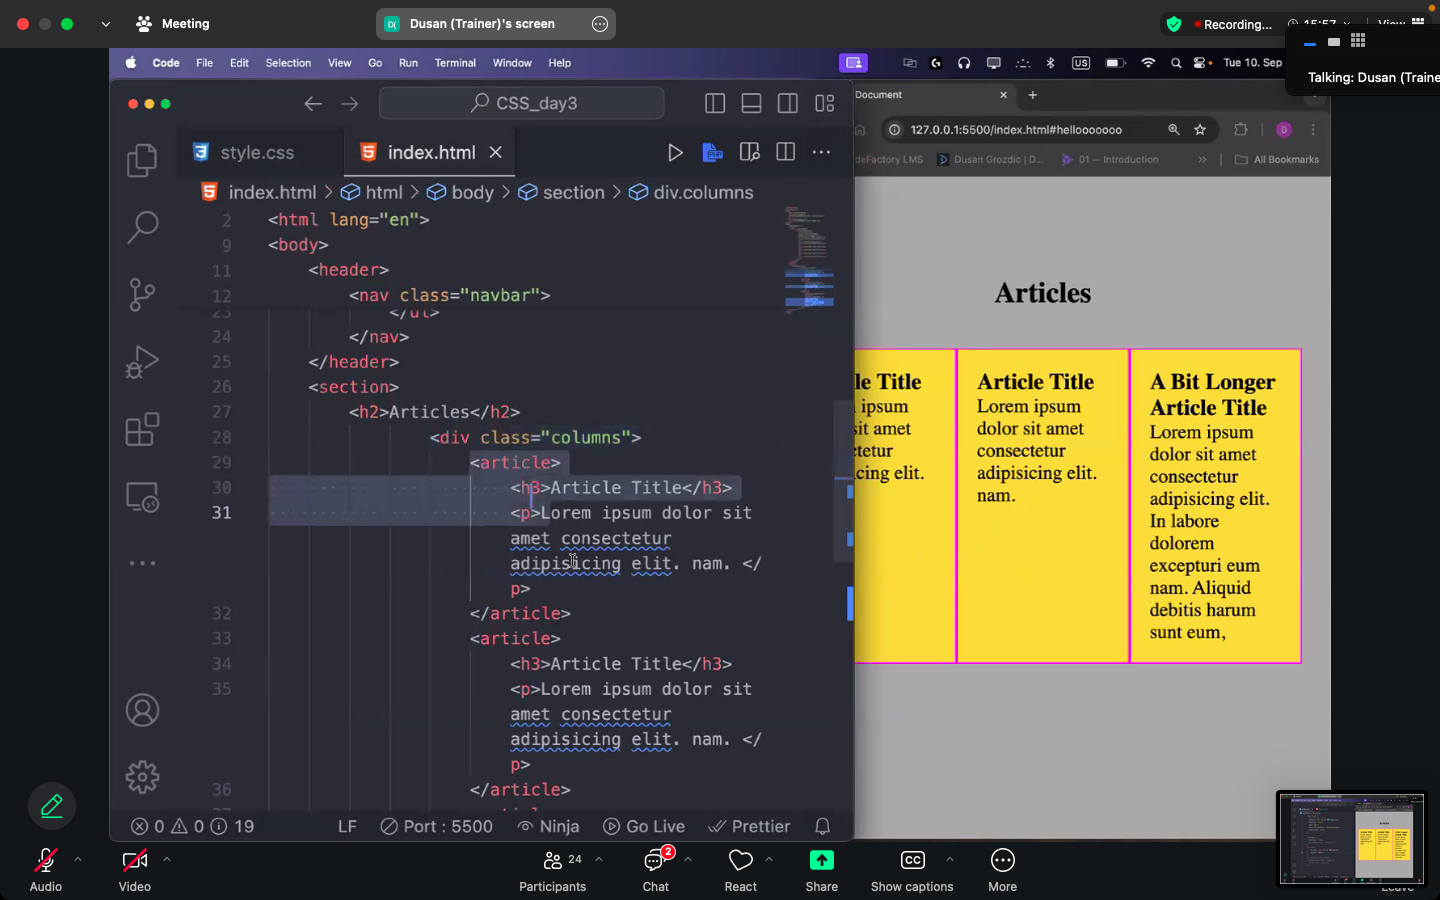 Meeting
Dusan (Trainer)'s screen
Recording...
Talking: Dusan (Traine
Code File Edit Selection View Go Run Terminal Window Help
US
Tue 10. Sep
CSS_day3
Document
style.css
index.html
127.0.0.1:5500/index.html#hellooooooo
deFactory LMS
Dusan Grozdic | D...
01 — Introduction
All Bookmarks
index.html > html > body > section > div.columns
2 <html lang="en">
9 <body>
11 <header>
12 <nav class="navbar">
23 </ul>
24 </nav>
25 </header>
26 <section>
27 <h2>Articles</h2>
28 <div class="columns">
29 <article>
30 <h3>Article Title</h3>
31 <p>Lorem ipsum dolor sit
amet consectetur
adipisicing elit. nam. </
p>
32 </article>
33 <article>
34 <h3>Article Title</h3>
35 <p>Lorem ipsum dolor sit
amet consectetur
adipisicing elit. nam. </
p>
36 </article>
0 0 19
LF
Port : 5500
Ninja
Go Live
Prettier
Articles
le Title
ipsum
sit amet
ctetur
cing elit.
Article Title
Lorem ipsum
dolor sit amet
consectetur
adipisicing elit.
nam.
A Bit Longer
Article Title
Lorem ipsum
dolor sit amet
consectetur
adipisicing elit.
In labore
dolorem
excepturi eum
nam. Aliquid
debitis harum
sunt eum,
Audio
Video
24
Participants
2
Chat
React
Share
CC
Show captions
More